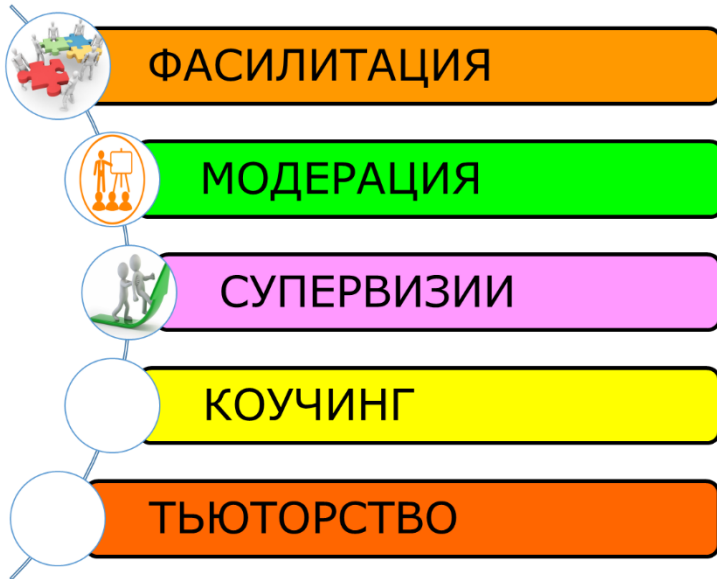 ФАСИЛИТАЦИЯ
МОДЕРАЦИЯ
СУПЕРВИЗИИ
КОУЧИНГ
ТЬЮТОРСТВО